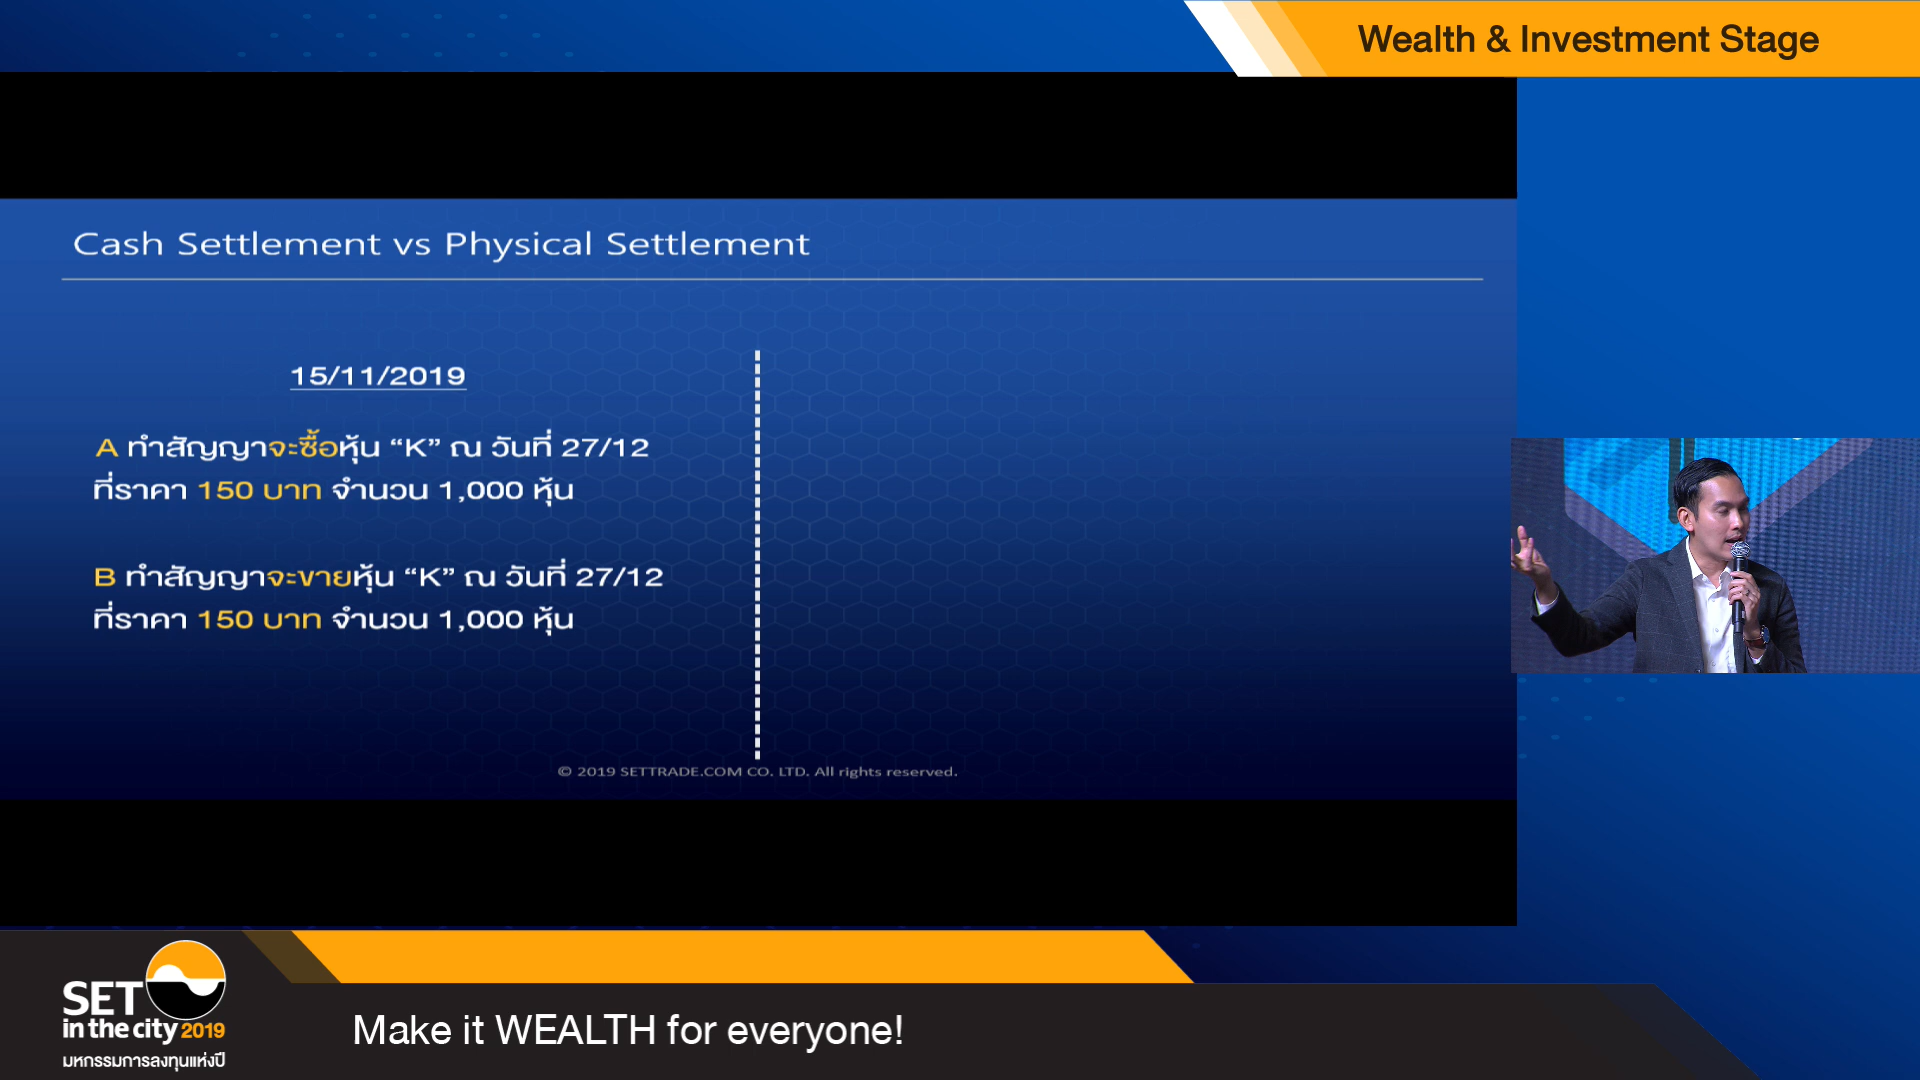 Wealth & Investment Stage
Cash Settlement vs Physical Settlement
15/11/2019
A ทำสัญญาจะซื้อหุ้น “K” ณ วันที่ 27/12
ที่ราคา 150 บาท จำนวน 1,000 หุ้น
B ทำสัญญาจะขายหุ้น “K” ณ วันที่ 27/12
ที่ราคา 150 บาท จำนวน 1,000 หุ้น
© 2019 SETTRADE.COM CO. LTD. All rights reserved.
SET
in the city 2019
มหกรรมการลงทุนแห่งปี
Make it WEALTH for everyone!